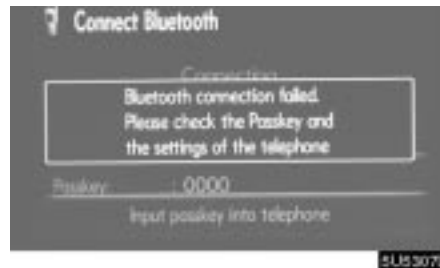 Connect Bluetooth
Connecting
Bluetooth connection failed.
Please check the Passkey and
the settings of the telephone
Passkey: : 0000
Input passkey into telephone